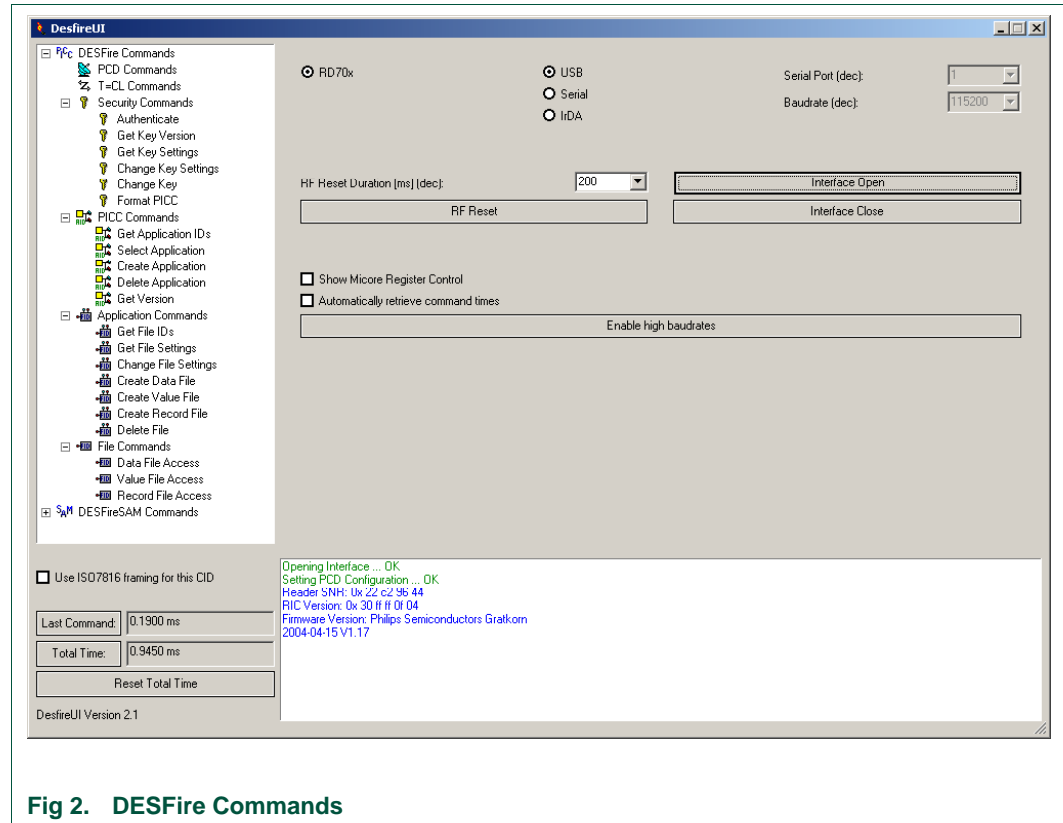 DesfireUI
PICC DESFire Commands
PCD Commands
T=CL Commands
Security Commands
Authenticate
Get Key Version
Get Key Settings
Change Key Settings
Change Key
Format PICC
PICC Commands
Get Application IDs
Select Application
Create Application
Delete Application
Get Version
Application Commands
Get File IDs
Get File Settings
Change File Settings
Create Data File
Create Value File
Create Record File
Delete File
File Commands
Data File Access
Value File Access
Record File Access
SAM DESFireSAM Commands
RD70x
USB
Serial
IrDA
Serial Port (dec): 1
Baudrate (dec): 115200
RF Reset Duration [ms] (dec): 200
Interface Open
RF Reset
Interface Close
Show Micore Register Control
Automatically retrieve command times
Enable high baudrates
Use ISO7816 framing for this CID
Last Command: 0.1900 ms
Total Time: 0.9450 ms
Reset Total Time
DesfireUI Version 2.1
Opening Interface ... OK
Setting PCD Configuration ... OK
Reader SNR: 0x 22 c2 96 44
RIC Version: 0x 30 ff ff 0f 04
Firmware Version: Philips Semiconductors Gratkorn
2004-04-15 V1.17
Fig 2. DESFire Commands